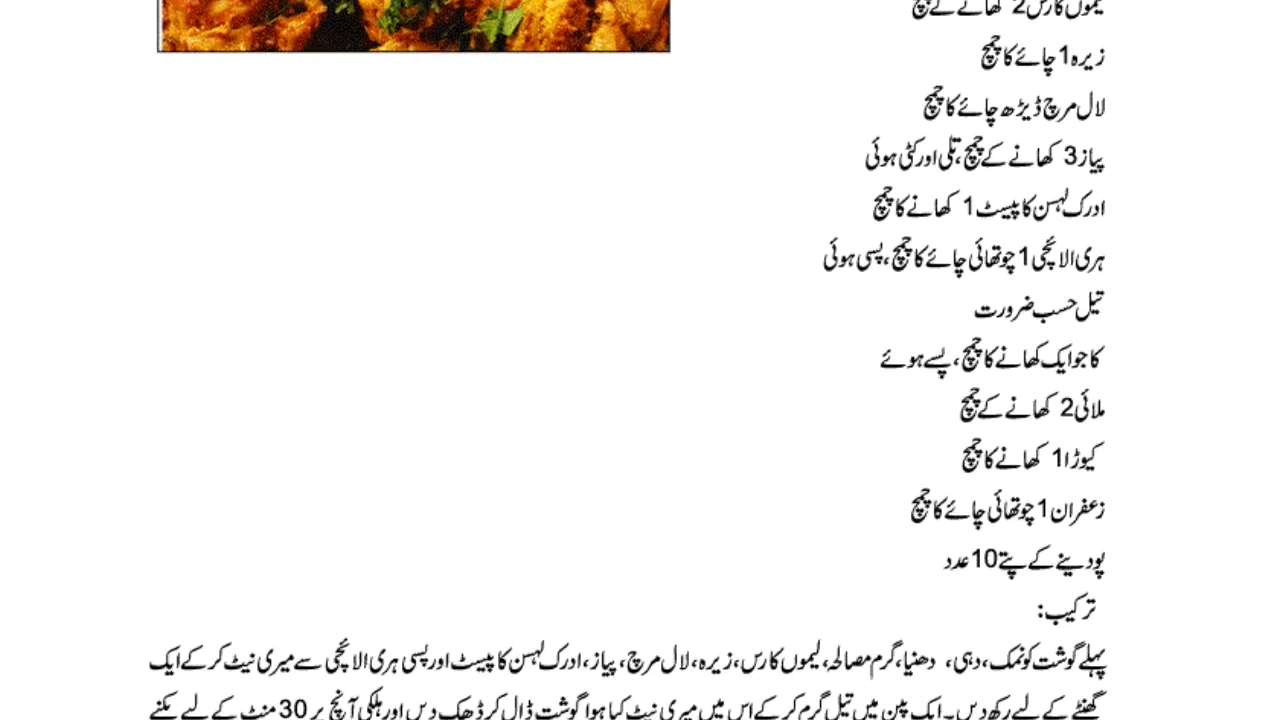 لیموں کا رس 2 کھانے کے چمچ
زیرہ 1 چائے کا چمچ
لال مرچ ڈیڑھ چائے کا چمچ
پیاز 3 کھانے کے چمچ، تلی اور کٹی ہوئی
ادرک لہسن کا پیسٹ 1 کھانے کا چمچ
ہری الائچی 1 چوتھائی چائے کا چمچ، پسی ہوئی
تیل حسب ضرورت
کاجو ایک کھانے کا چمچ، پسے ہوئے
ملائی 2 کھانے کے چمچ
کیوڑا 1 کھانے کا چمچ
زعفران 1 چوتھائی چائے کا چمچ
پودینے کے پتے 10 عدد
ترکیب:
پہلے گوشت کو نمک، دہی، دھنیا، گرم مصالحہ، لیموں کا رس، زیرہ، لال مرچ، پیاز، ادرک لہسن کا پیسٹ اور پسی ہری الائچی سے میری نیٹ کر کے ایک
گھنٹے کے لیے رکھ دیں۔ ایک پین میں تیل گرم کر کے اس میں میری نیٹ کیا ہوا گوشت ڈال کر ڈھک دیں اور ہلکی آنچ پر 30 منٹ کے لیے پکنے